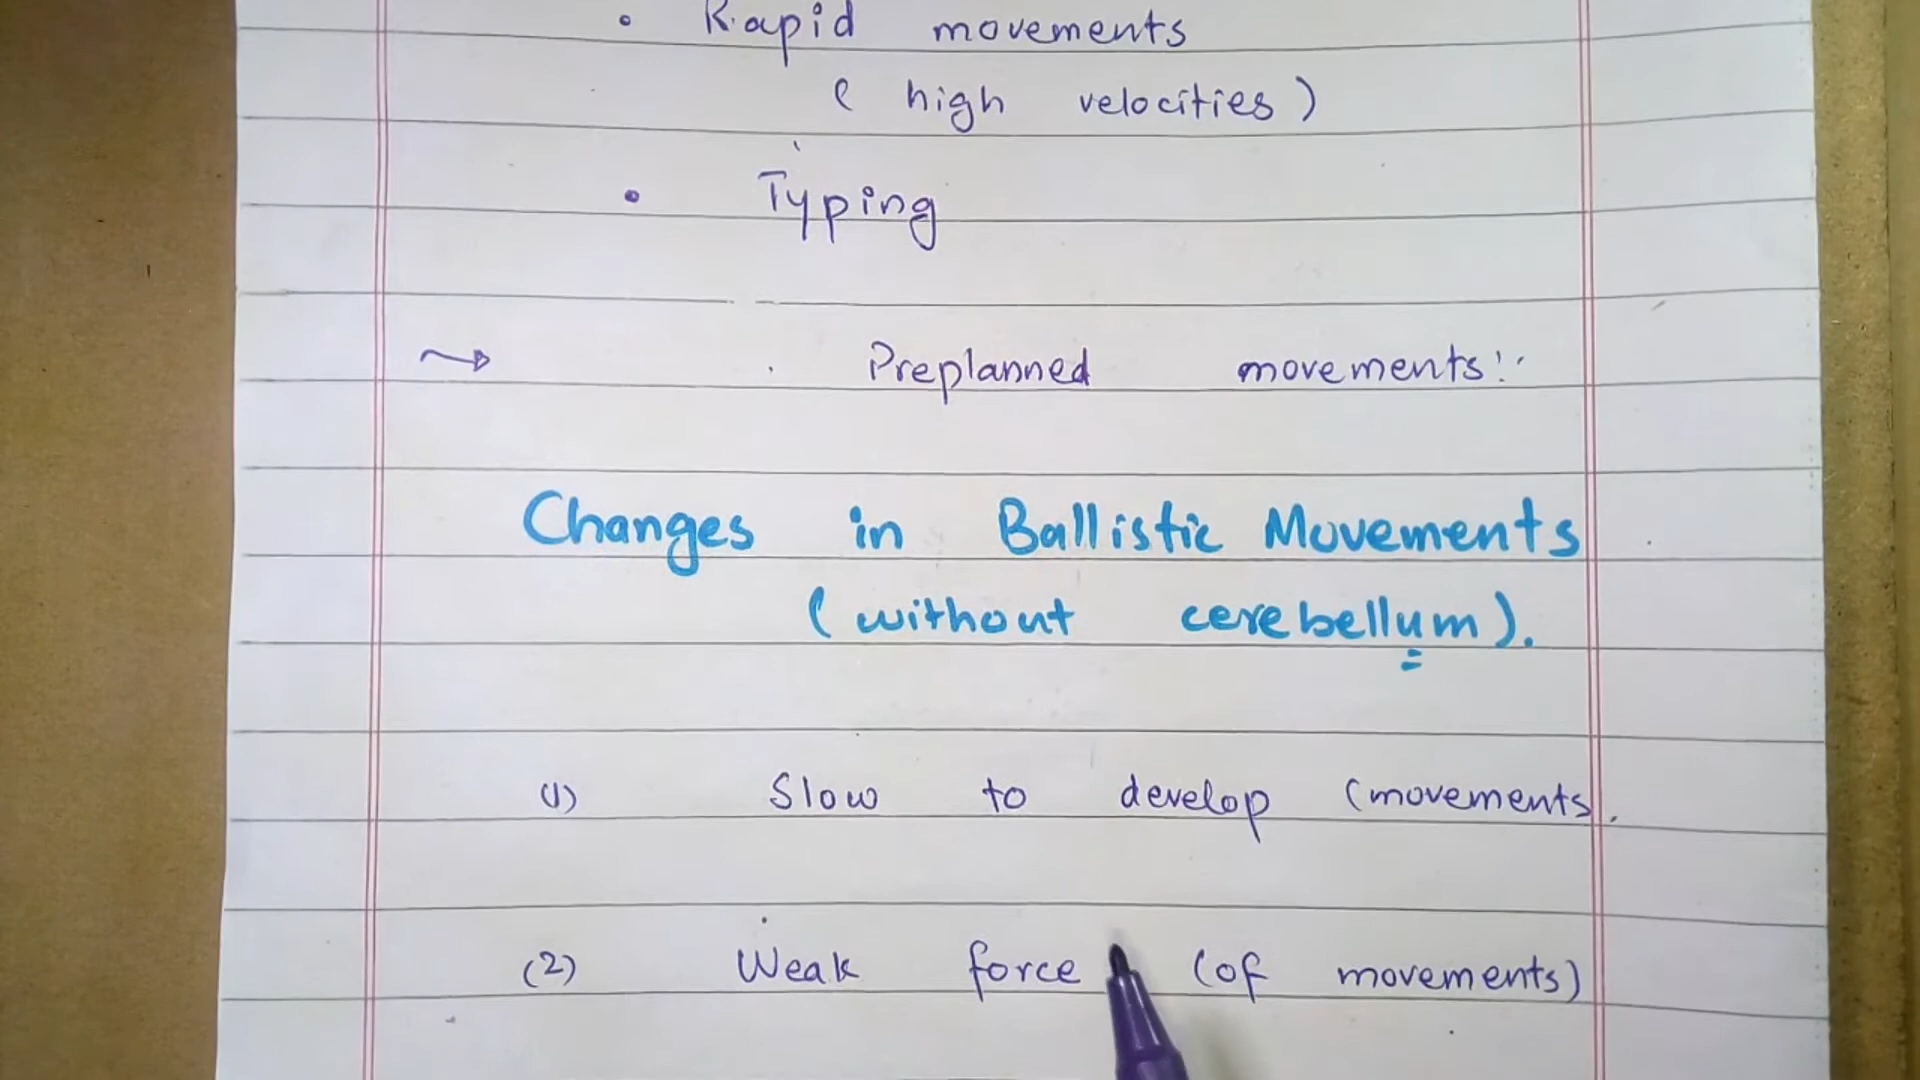 • Rapid movements
( high velocities )
• Typing
⇝ Preplanned movements!.
Changes in Ballistic Movements
(without cerebellum).
(1) Slow to develop (movements.
(2) Weak force (of movements)